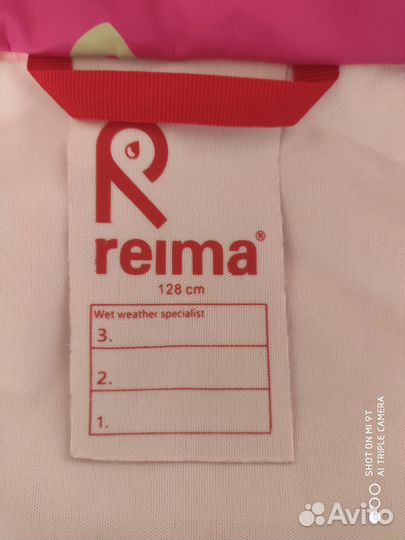 reima®
128 cm
Wet weather specialist
3.
2.
1.
SHOT ON MI 9T
AI TRIPLE CAMERA
Avito